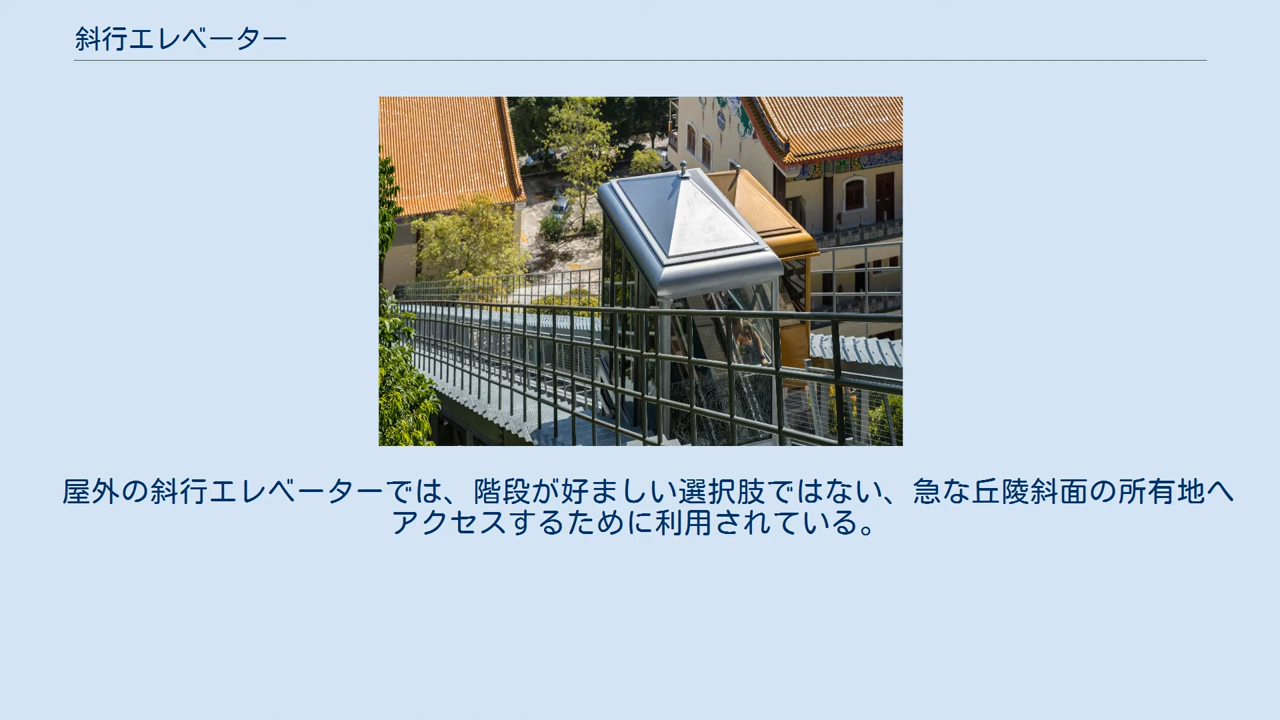 斜行エレベーター
屋外の斜行エレベーターでは、階段が好ましい選択肢ではない、急な丘陵斜面の所有地へ
アクセスするために利用されている。